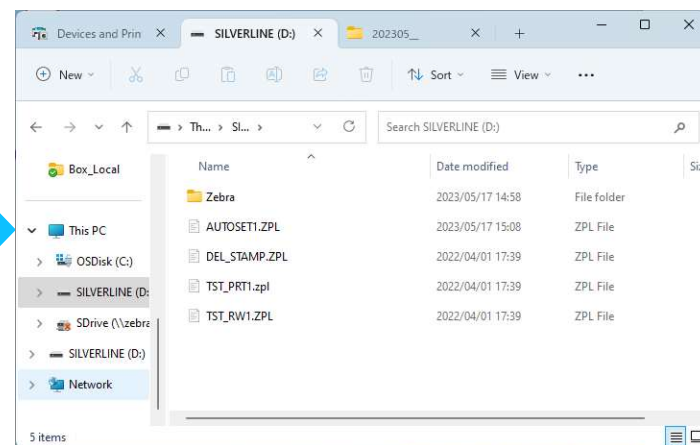 Devices and Prin
SILVERLINE (D:)
202305__
New
Sort
View
Th... > Sl... >
Search SILVERLINE (D:)
Box_Local
This PC
OSDisk (C:)
SILVERLINE (D:
SDrive (\\zebra
SILVERLINE (D:)
Network
Name Date modified Type Si
Zebra 2023/05/17 14:58 File folder
AUTOSET1.ZPL 2023/05/17 15:08 ZPL File
DEL_STAMP.ZPL 2022/04/01 17:39 ZPL File
TST_PRT1.zpl 2022/04/01 17:39 ZPL File
TST_RW1.ZPL 2022/04/01 17:39 ZPL File
5 items